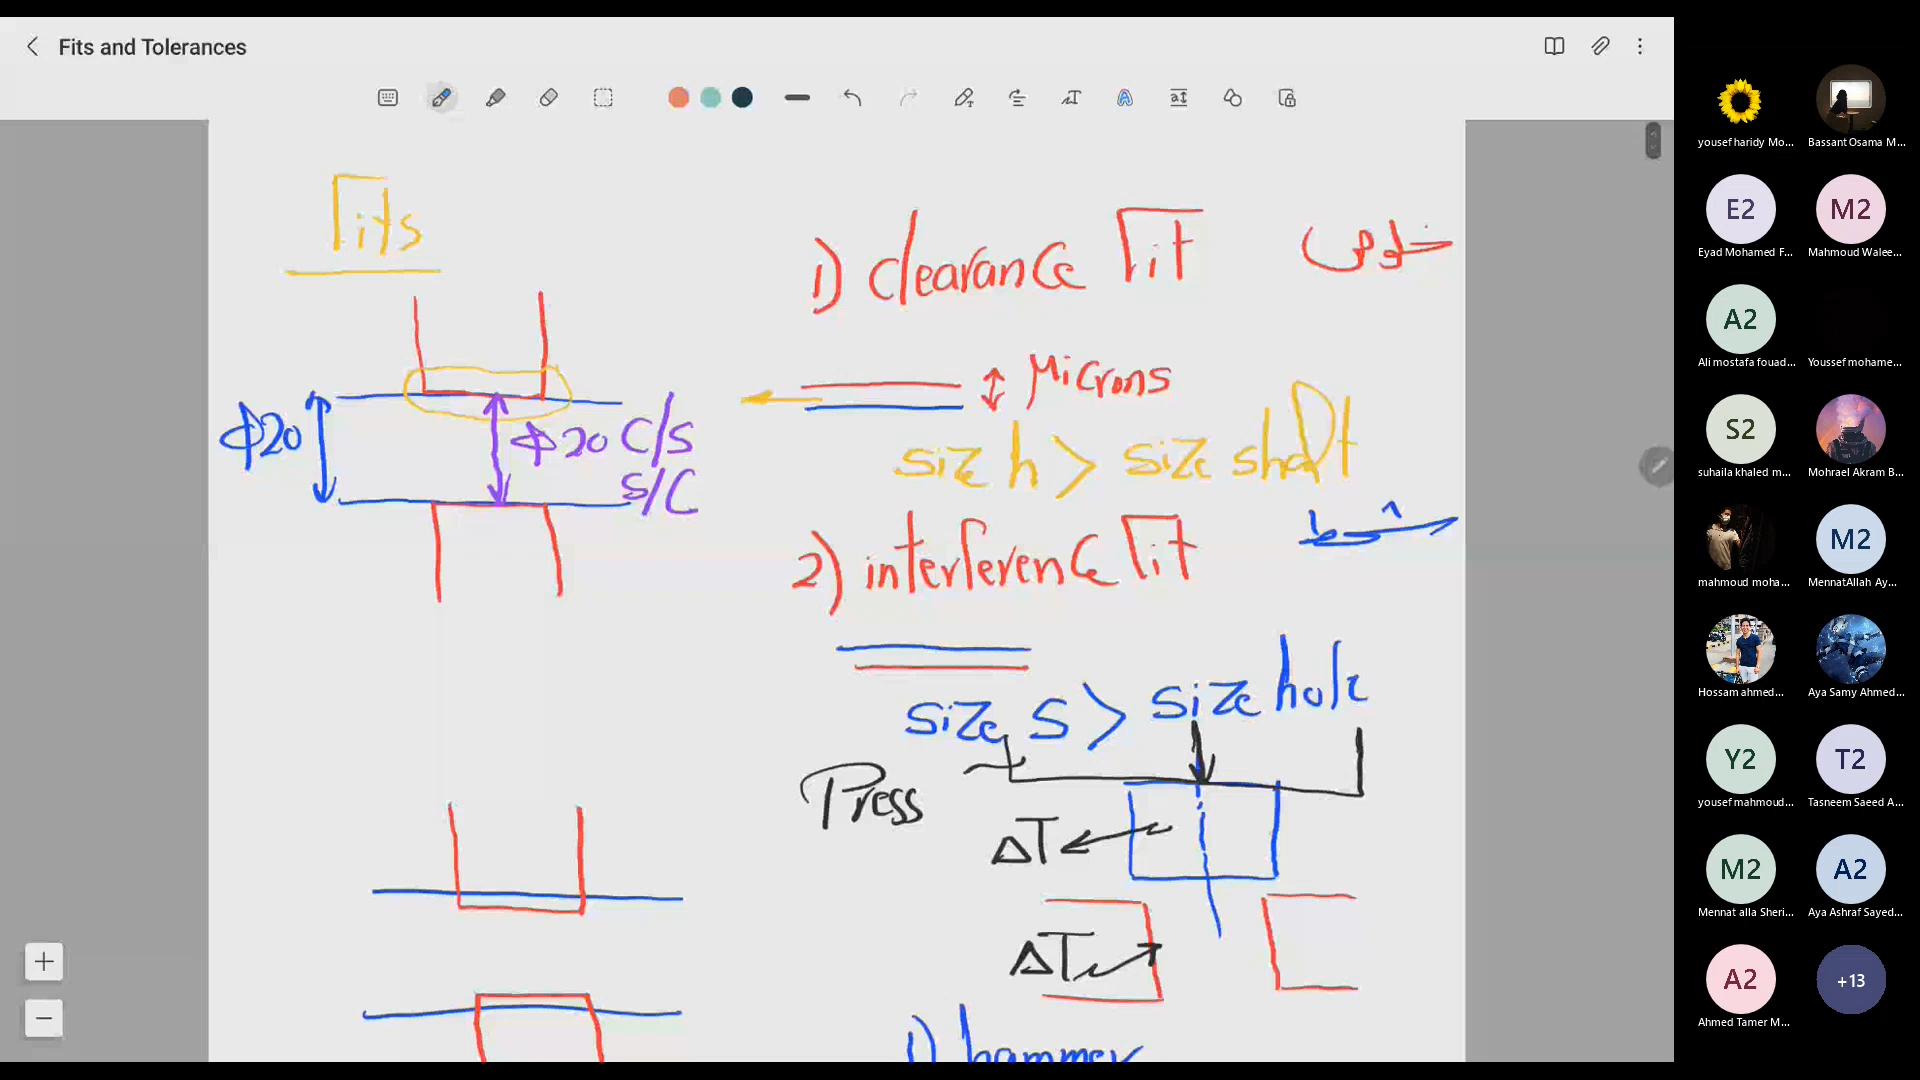 Fits and Tolerances
Fits
1) clearance fit
خلوص
Microns
size h > size shaft
Φ20
Φ20 C/S
S/C
2) interference fit
size s > size hole
Press
ΔT
ΔT
1) hammer
yousef haridy Mo...
Bassant Osama M...
E2
Eyad Mohamed F...
M2
Mahmoud Walee...
A2
Ali mostafa fouad...
Youssef mohame...
S2
suhaila khaled m...
Mohrael Akram B...
mahmoud moha...
M2
MennatAllah Ay...
Hossam ahmed...
Aya Samy Ahmed...
Y2
yousef mahmoud...
T2
Tasneem Saeed A...
M2
Mennat alla Sheri...
A2
Aya Ashraf Sayed...
A2
Ahmed Tamer M...
+13